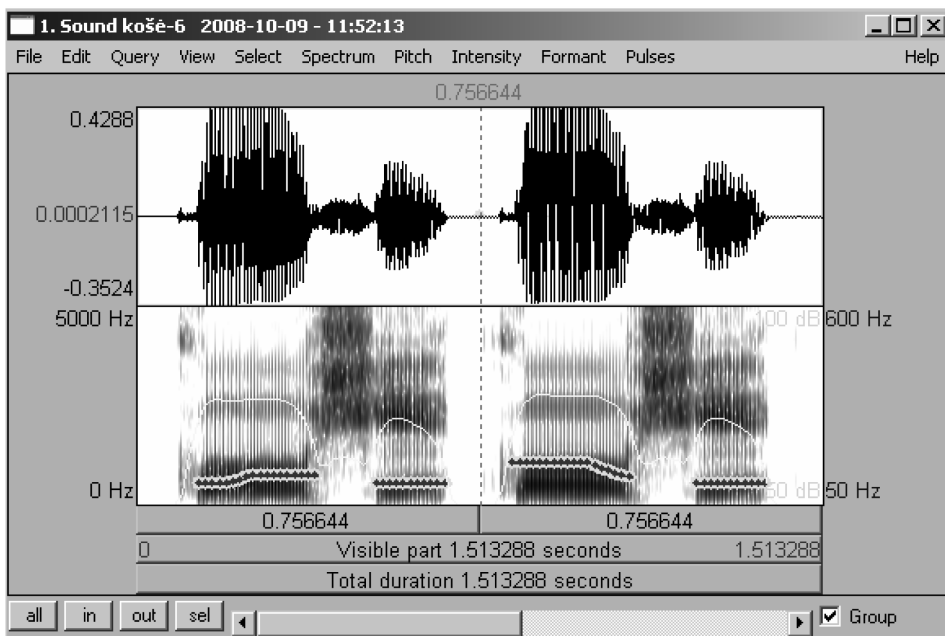 1. Sound košė-6 2008-10-09 - 11:52:13
File Edit Query View Select Spectrum Pitch Intensity Formant Pulses Help
0.756644
0.4288
0.0002115
-0.3524
5000 Hz 100 dB 600 Hz
0 Hz 50 dB 50 Hz
0.756644 0.756644
0 Visible part 1.513288 seconds 1.513288
Total duration 1.513288 seconds
all in out sel Group